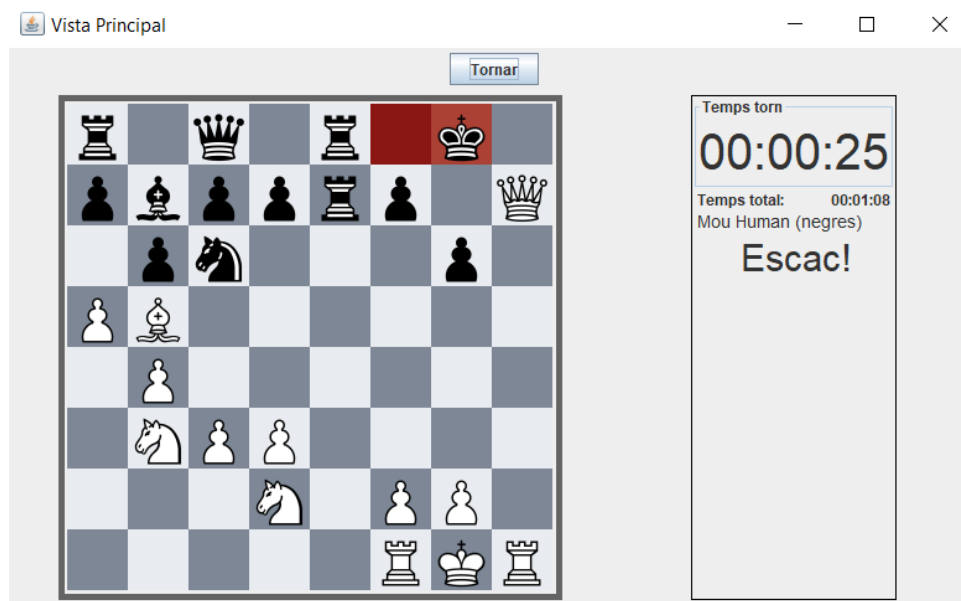 Vista Principal
Tornar
Temps torn
00:00:25
Temps total: 00:01:08
Mou Human (negres)
Escac!